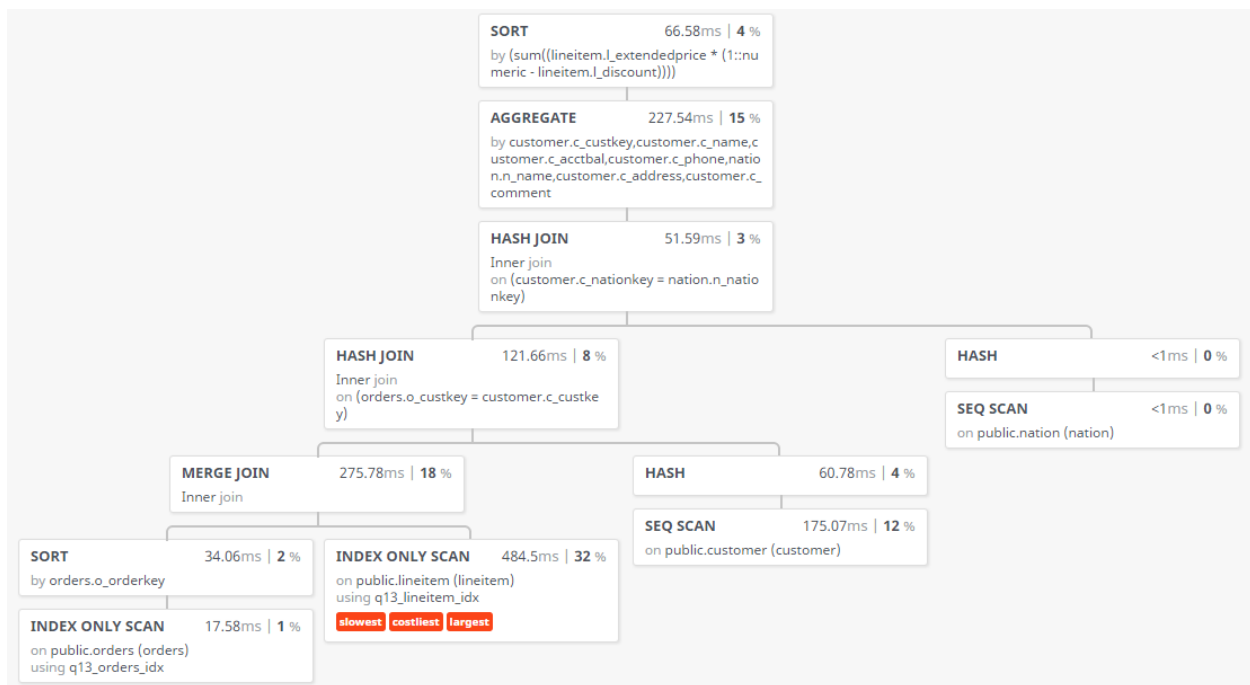 SORT 66.58ms | 4 %
by (sum((lineitem.l_extendedprice * (1::nu
meric - lineitem.l_discount))))
AGGREGATE 227.54ms | 15 %
by customer.c_custkey,customer.c_name,c
ustomer.c_acctbal,customer.c_phone,natio
n.n_name,customer.c_address,customer.c_
comment
HASH JOIN 51.59ms | 3 %
Inner join
on (customer.c_nationkey = nation.n_natio
nkey)
HASH JOIN 121.66ms | 8 %
Inner join
on (orders.o_custkey = customer.c_custke
y)
HASH <1ms | 0 %
SEQ SCAN <1ms | 0 %
on public.nation (nation)
MERGE JOIN 275.78ms | 18 %
Inner join
HASH 60.78ms | 4 %
SEQ SCAN 175.07ms | 12 %
on public.customer (customer)
SORT 34.06ms | 2 %
by orders.o_orderkey
INDEX ONLY SCAN 484.5ms | 32 %
on public.lineitem (lineitem)
using q13_lineitem_idx
slowest costliest largest
INDEX ONLY SCAN 17.58ms | 1 %
on public.orders (orders)
using q13_orders_idx